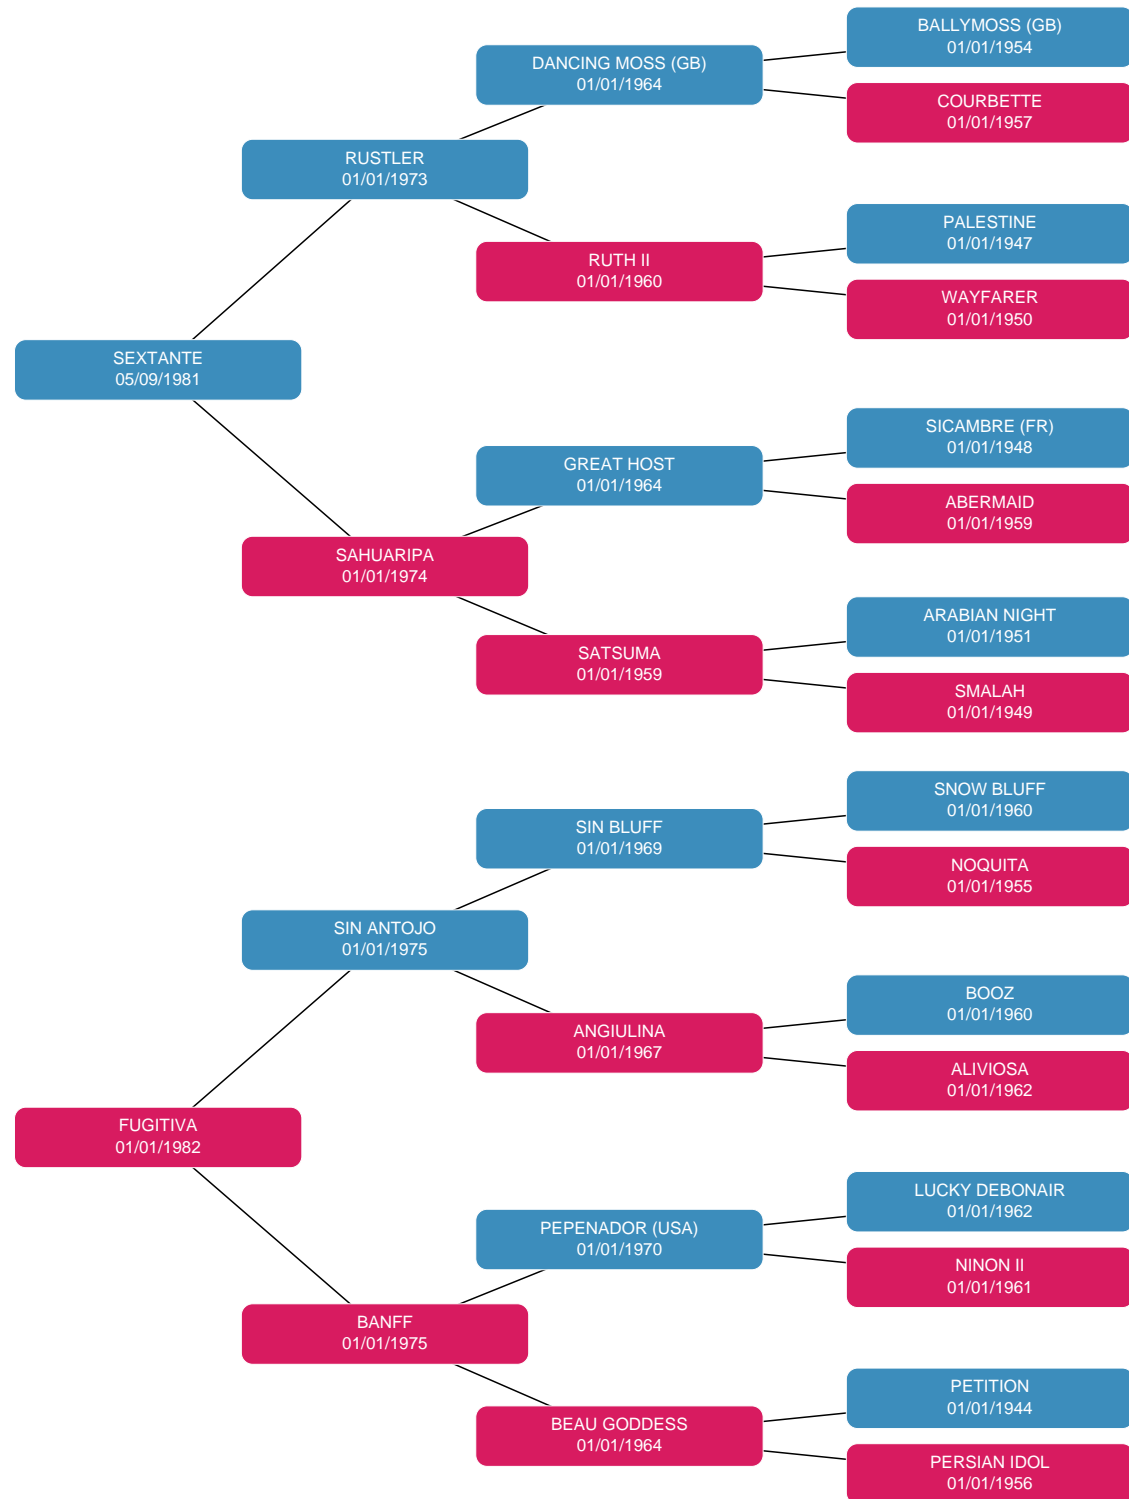 BALLYMOSS (GB)
01/01/1954
DANCING MOSS (GB)
01/01/1964
COURBETTE
01/01/1957
RUSTLER
01/01/1973
PALESTINE
01/01/1947
RUTH II
01/01/1960
WAYFARER
01/01/1950
SEXTANTE
05/09/1981
SICAMBRE (FR)
01/01/1948
GREAT HOST
01/01/1964
ABERMAID
01/01/1959
SAHUARIPA
01/01/1974
ARABIAN NIGHT
01/01/1951
SATSUMA
01/01/1959
SMALAH
01/01/1949
SNOW BLUFF
01/01/1960
SIN BLUFF
01/01/1969
NOQUITA
01/01/1955
SIN ANTOJO
01/01/1975
BOOZ
01/01/1960
ANGIULINA
01/01/1967
ALIVIOSA
01/01/1962
FUGITIVA
01/01/1982
LUCKY DEBONAIR
01/01/1962
PEPENADOR (USA)
01/01/1970
NINON II
01/01/1961
BANFF
01/01/1975
PETITION
01/01/1944
BEAU GODDESS
01/01/1964
PERSIAN IDOL
01/01/1956